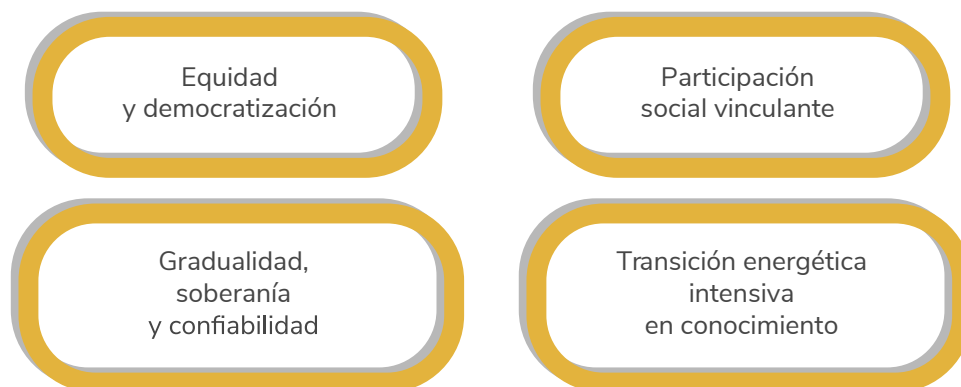 Equidad
y democratización
Participación
social vinculante
Gradualidad,
soberanía
y confiabilidad
Transición energética
intensiva
en conocimiento